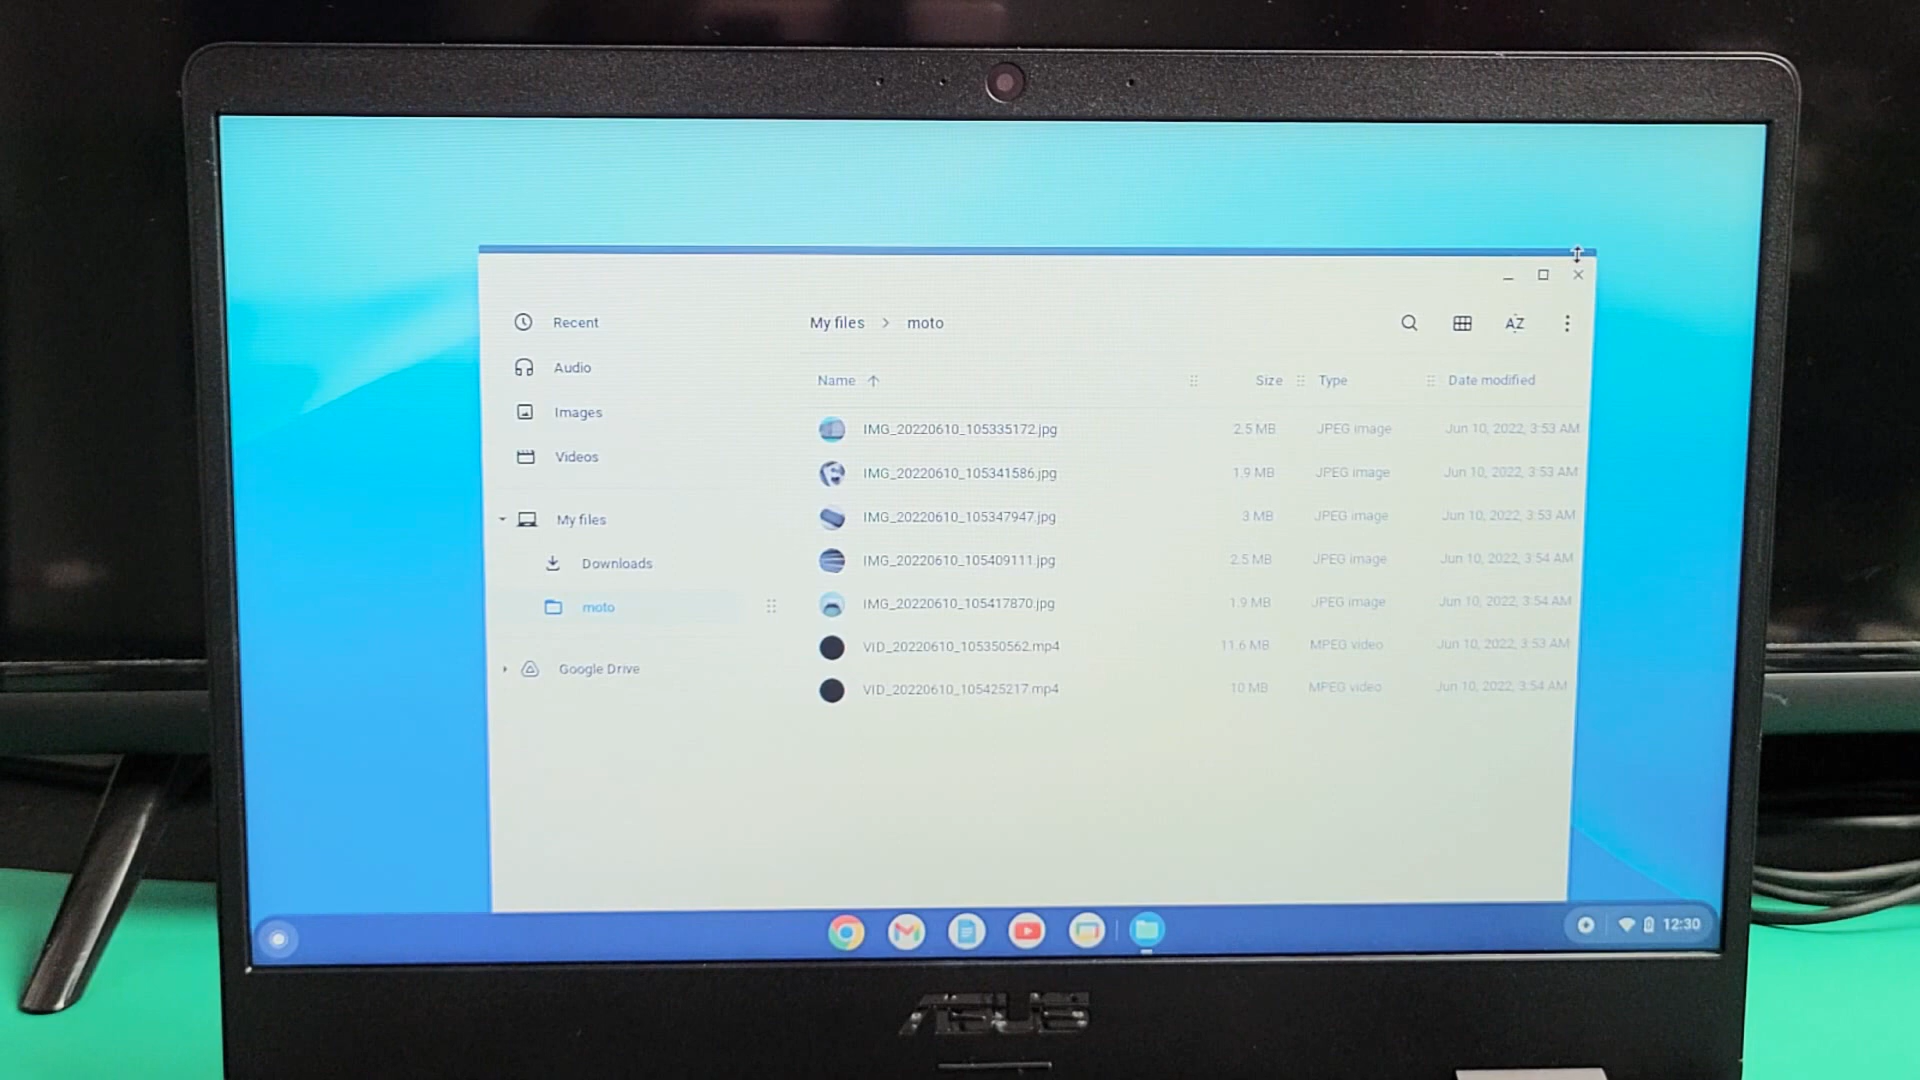 Recent
Audio
Images
Videos
My files
Downloads
moto
Google Drive
My files > moto
AZ
Name Size Type Date modified
IMG_20220610_105335172.jpg 2.5 MB JPEG image Jun 10, 2022, 3:53 AM
IMG_20220610_105341586.jpg 1.9 MB JPEG image Jun 10, 2022, 3:53 AM
IMG_20220610_105347947.jpg 3 MB JPEG image Jun 10, 2022, 3:53 AM
IMG_20220610_105409111.jpg 2.5 MB JPEG image Jun 10, 2022, 3:54 AM
IMG_20220610_105417870.jpg 1.9 MB JPEG image Jun 10, 2022, 3:54 AM
VID_20220610_105350562.mp4 11.6 MB MPEG video Jun 10, 2022, 3:53 AM
VID_20220610_105425217.mp4 10 MB MPEG video Jun 10, 2022, 3:54 AM
12:30
ASUS